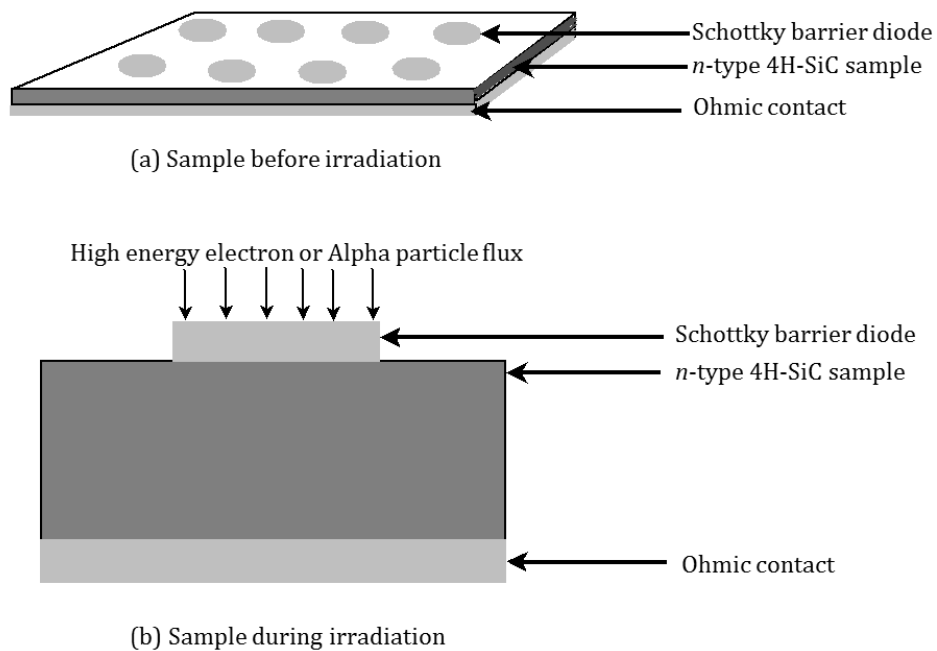 Schottky barrier diode
n-type 4H-SiC sample
Ohmic contact
(a) Sample before irradiation
High energy electron or Alpha particle flux
Schottky barrier diode
n-type 4H-SiC sample
Ohmic contact
(b) Sample during irradiation